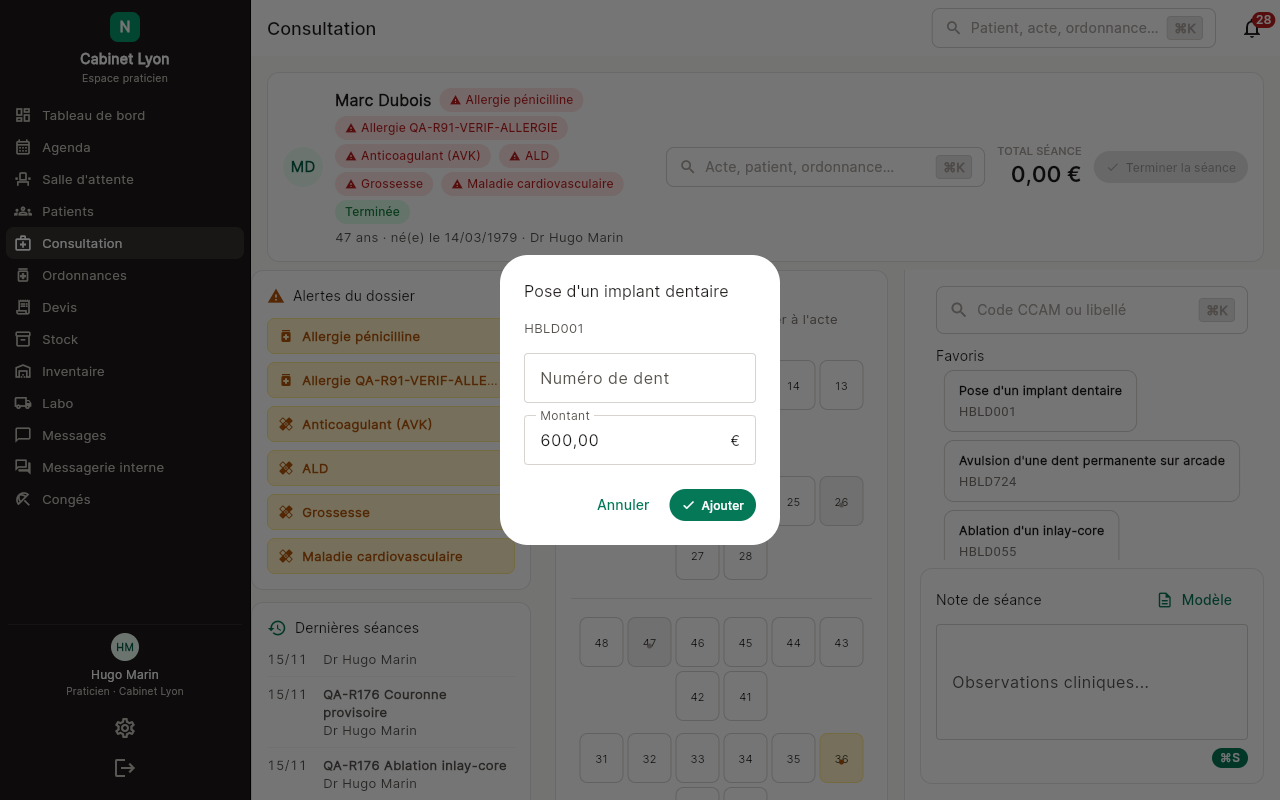 N
Cabinet Lyon
Espace praticien
Tableau de bord
Agenda
Salle d'attente
Patients
Consultation
Ordonnances
Devis
Stock
Inventaire
Labo
Messages
Messagerie interne
Congés
HM
Hugo Marin
Praticien · Cabinet Lyon
Consultation
Patient, acte, ordonnance... ⌘K
28
MD
Marc Dubois
Allergie pénicilline
Allergie QA-R91-VERIF-ALLERGIE
Anticoagulant (AVK)
ALD
Grossesse
Maladie cardiovasculaire
Terminée
47 ans · né(e) le 14/03/1979 · Dr Hugo Marin
Acte, patient, ordonnance... ⌘K
TOTAL SÉANCE
0,00 €
Terminer la séance
Alertes du dossier
Allergie pénicilline
Allergie QA-R91-VERIF-ALLE...
Anticoagulant (AVK)
ALD
Grossesse
Maladie cardiovasculaire
Dernières séances
15/11 Dr Hugo Marin
15/11 QA-R176 Couronne
provisoire
Dr Hugo Marin
15/11 QA-R176 Ablation inlay-core
Dr Hugo Marin
à l'acte
14 13
25 26
27 28
48 47 46 45 44 43
42 41
31 32 33 34 35 36
Pose d'un implant dentaire
HBLD001
Numéro de dent
Montant
600,00 €
Annuler
Ajouter
Code CCAM ou libellé ⌘K
Favoris
Pose d'un implant dentaire
HBLD001
Avulsion d'une dent permanente sur arcade
HBLD724
Ablation d'un inlay-core
HBLD055
Note de séance
Modèle
Observations cliniques...
⌘S